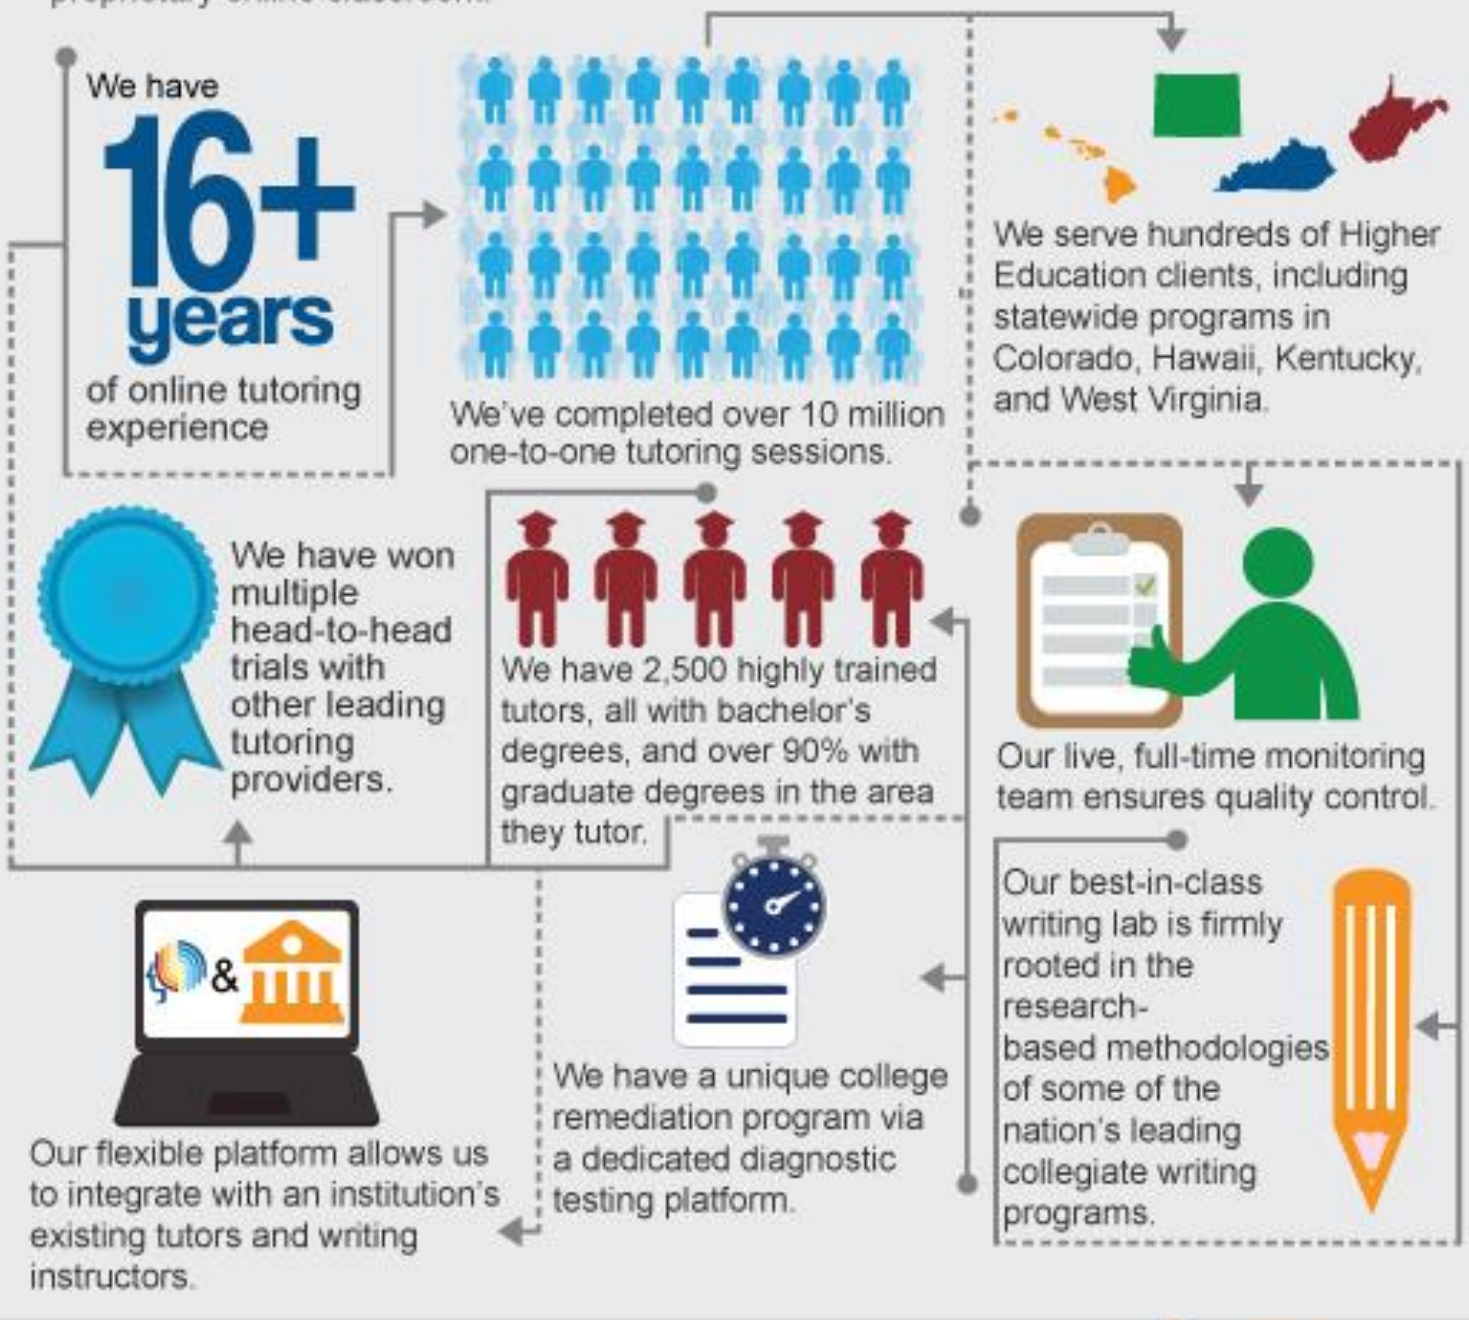 proprietary online classroom.
We have
16+
years
of online tutoring
experience
We've completed over 10 million
one-to-one tutoring sessions.
We serve hundreds of Higher
Education clients, including
statewide programs in
Colorado, Hawaii, Kentucky,
and West Virginia.
We have won
multiple
head-to-head
trials with
other leading
tutoring
providers.
We have 2,500 highly trained
tutors, all with bachelor's
degrees, and over 90% with
graduate degrees in the area
they tutor.
Our live, full-time monitoring
team ensures quality control.
&
Our flexible platform allows us
to integrate with an institution's
existing tutors and writing
instructors.
We have a unique college
remediation program via
a dedicated diagnostic
testing platform.
Our best-in-class
writing lab is firmly
rooted in the
research-
based methodologies
of some of the
nation's leading
collegiate writing
programs.